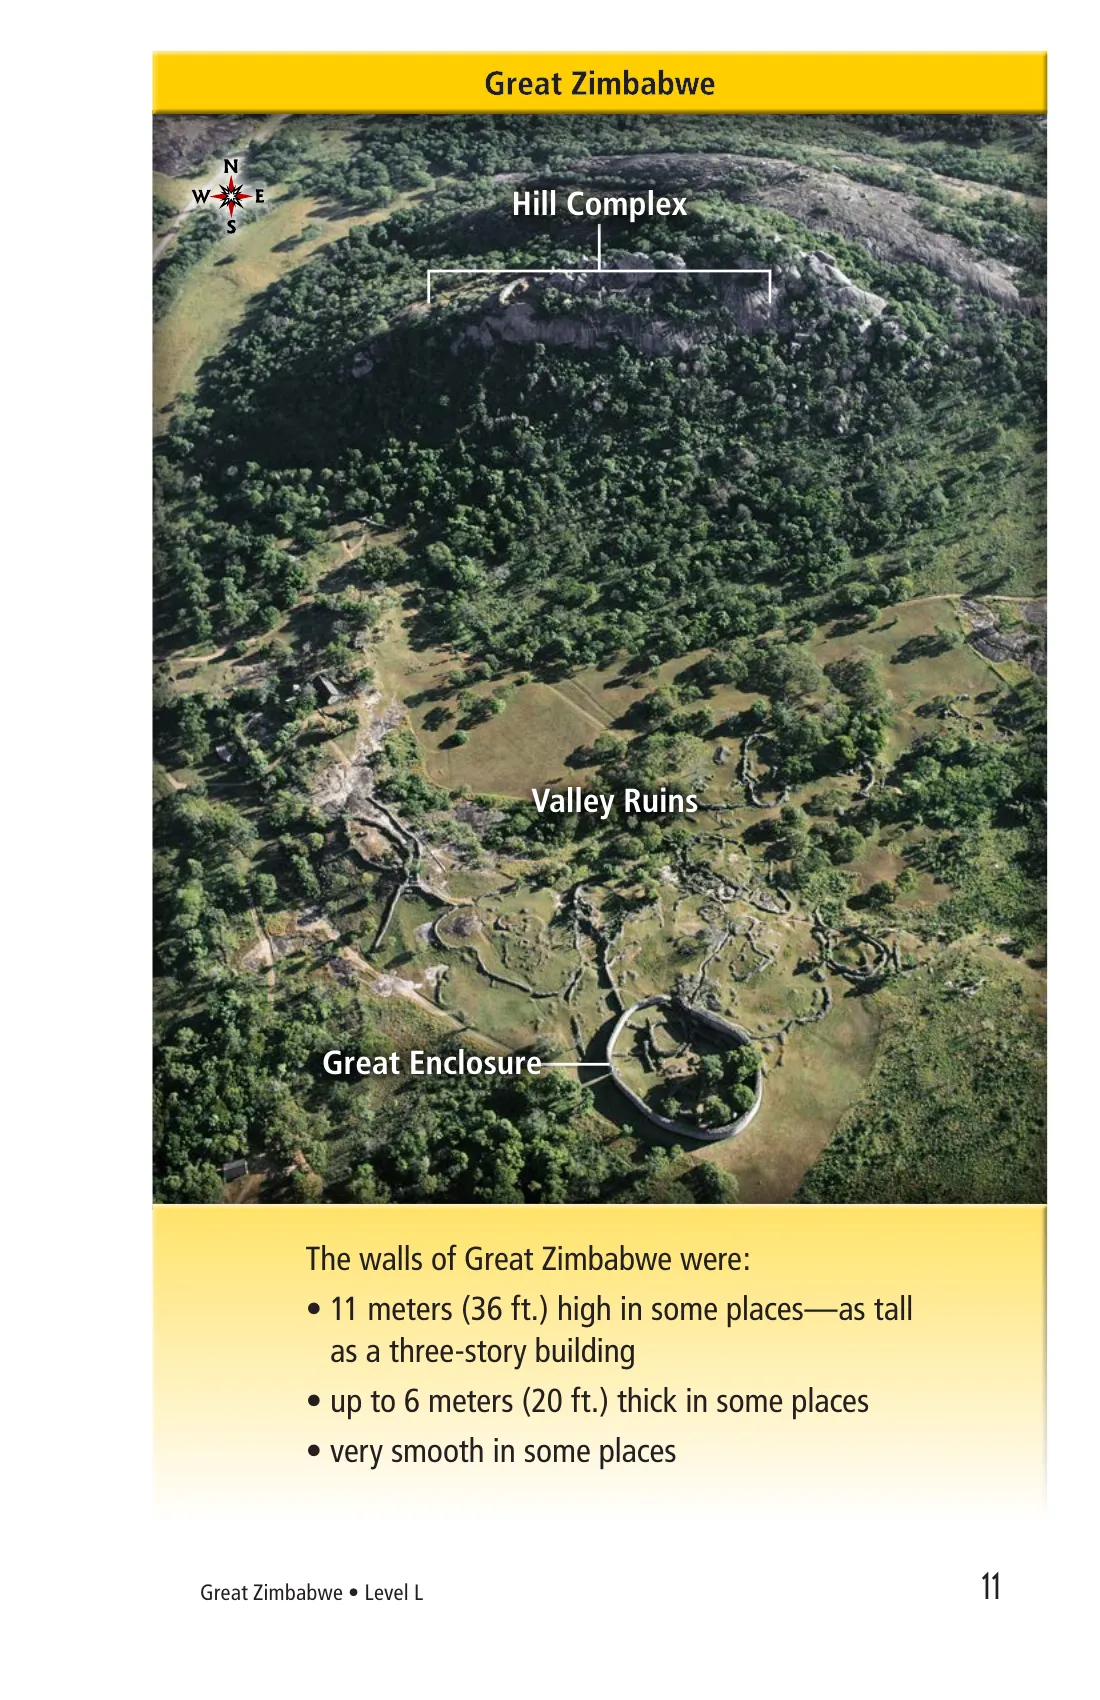 Great Zimbabwe
N
W E
S
Hill Complex
Valley Ruins
Great Enclosure
The walls of Great Zimbabwe were:
• 11 meters (36 ft.) high in some places—as tall
as a three-story building
• up to 6 meters (20 ft.) thick in some places
• very smooth in some places
Great Zimbabwe • Level L
11